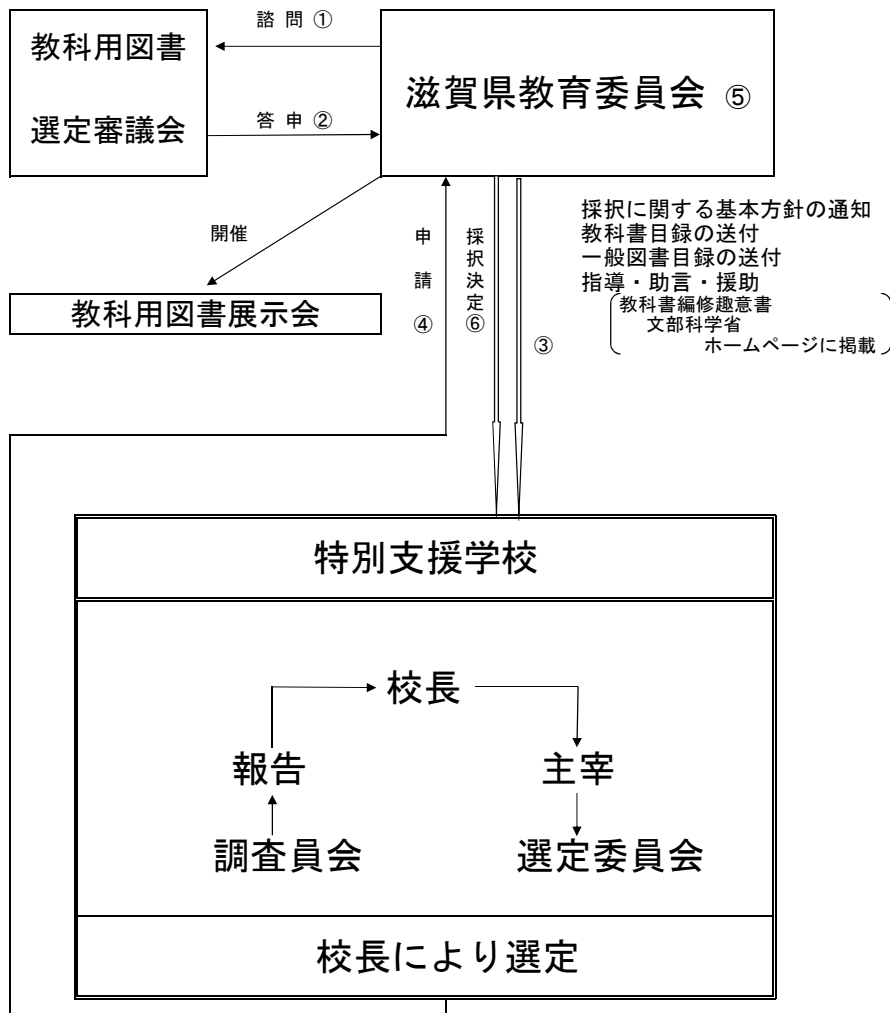 諮問①
教科用図書
選定審議会
答申②
滋賀県教育委員会 ⑤
開催
教科用図書展示会
申請④
採択決定⑥
③
採択に関する基本方針の通知
教科書目録の送付
一般図書目録の送付
指導・助言・援助
教科書編修趣意書
文部科学省
ホームページに掲載
特別支援学校
校長
報告
主宰
調査員会
選定委員会
校長により選定